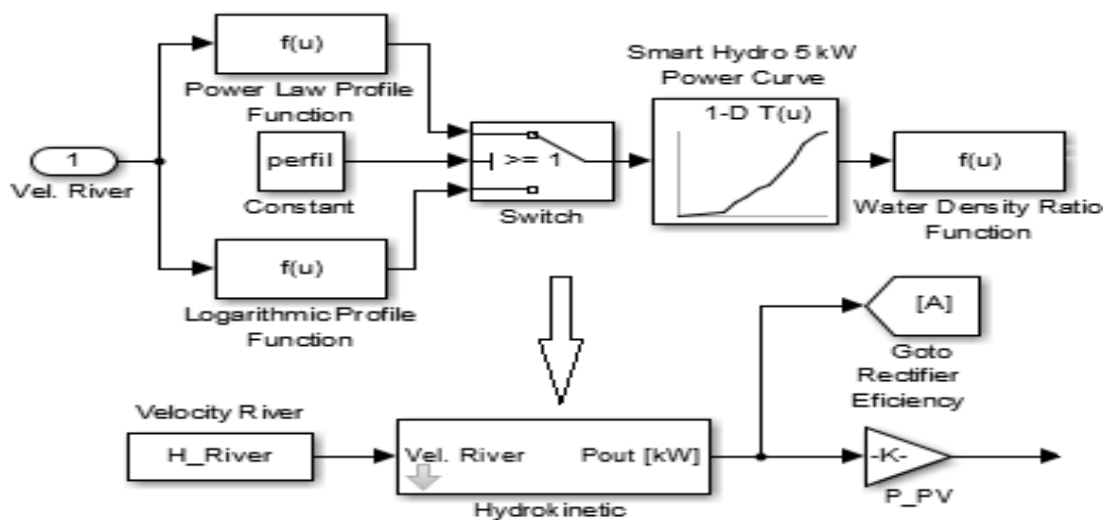 f(u)
Power Law Profile
Function
1
Vel. River
perfil
Constant
f(u)
Logarithmic Profile
Function
>= 1
Switch
Smart Hydro 5 kW
Power Curve
1-D T(u)
f(u)
Water Density Ratio
Function
[A]
Goto
Rectifier
Eficiency
Velocity River
H_River
Vel. River Pout [kW]
Hydrokinetic
-K-
P_PV